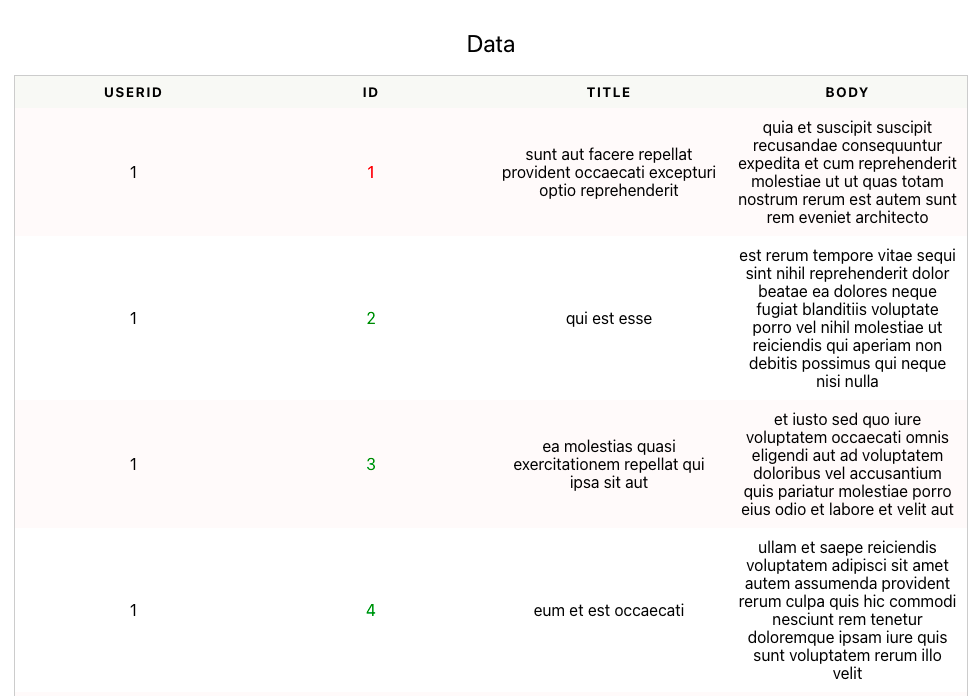 Data
USERID ID TITLE BODY
1
1
sunt aut facere repellat
provident occaecati excepturi
optio reprehenderit
quia et suscipit suscipit
recusandae consequuntur
expedita et cum reprehenderit
molestiae ut ut quas totam
nostrum rerum est autem sunt
rem eveniet architecto
1
2
qui est esse
est rerum tempore vitae sequi
sint nihil reprehenderit dolor
beatae ea dolores neque
fugiat blanditiis voluptate
porro vel nihil molestiae ut
reiciendis qui aperiam non
debitis possimus qui neque
nisi nulla
1
3
ea molestias quasi
exercitationem repellat qui
ipsa sit aut
et iusto sed quo iure
voluptatem occaecati omnis
eligendi aut ad voluptatem
doloribus vel accusantium
quis pariatur molestiae porro
eius odio et labore et velit aut
1
4
eum et est occaecati
ullam et saepe reiciendis
voluptatem adipisci sit amet
autem assumenda provident
rerum culpa quis hic commodi
nesciunt rem tenetur
doloremque ipsam iure quis
sunt voluptatem rerum illo
velit